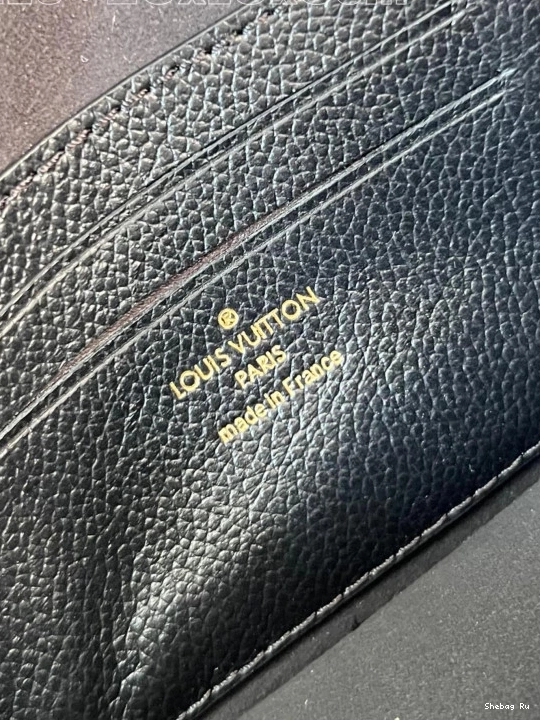 ®
LOUIS VUITTON
PARIS
made in France
Shebag Ru